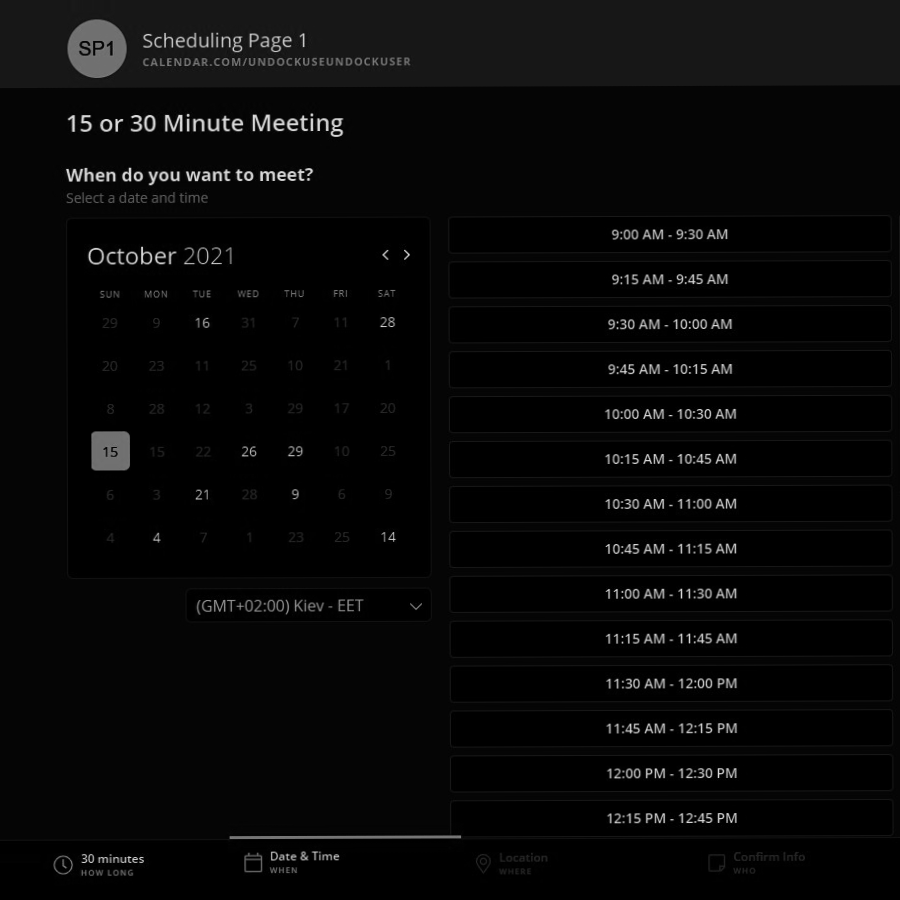 SP1
Scheduling Page 1
CALENDAR.COM/UNDOCKUSEUNDOCKUSER
15 or 30 Minute Meeting
When do you want to meet?
Select a date and time
October 2021
SUN MON TUE WED THU FRI SAT
29 9 16 31 7 11 28
20 23 11 25 10 21 1
8 28 12 3 29 17 20
15 15 22 26 29 10 25
6 3 21 28 9 6 9
4 4 7 1 23 25 14
(GMT+02:00) Kiev - EET
9:00 AM - 9:30 AM
9:15 AM - 9:45 AM
9:30 AM - 10:00 AM
9:45 AM - 10:15 AM
10:00 AM - 10:30 AM
10:15 AM - 10:45 AM
10:30 AM - 11:00 AM
10:45 AM - 11:15 AM
11:00 AM - 11:30 AM
11:15 AM - 11:45 AM
11:30 AM - 12:00 PM
11:45 AM - 12:15 PM
12:00 PM - 12:30 PM
12:15 PM - 12:45 PM
30 minutes
HOW LONG
Date & Time
WHEN
Location
WHERE
Confirm Info
WHO